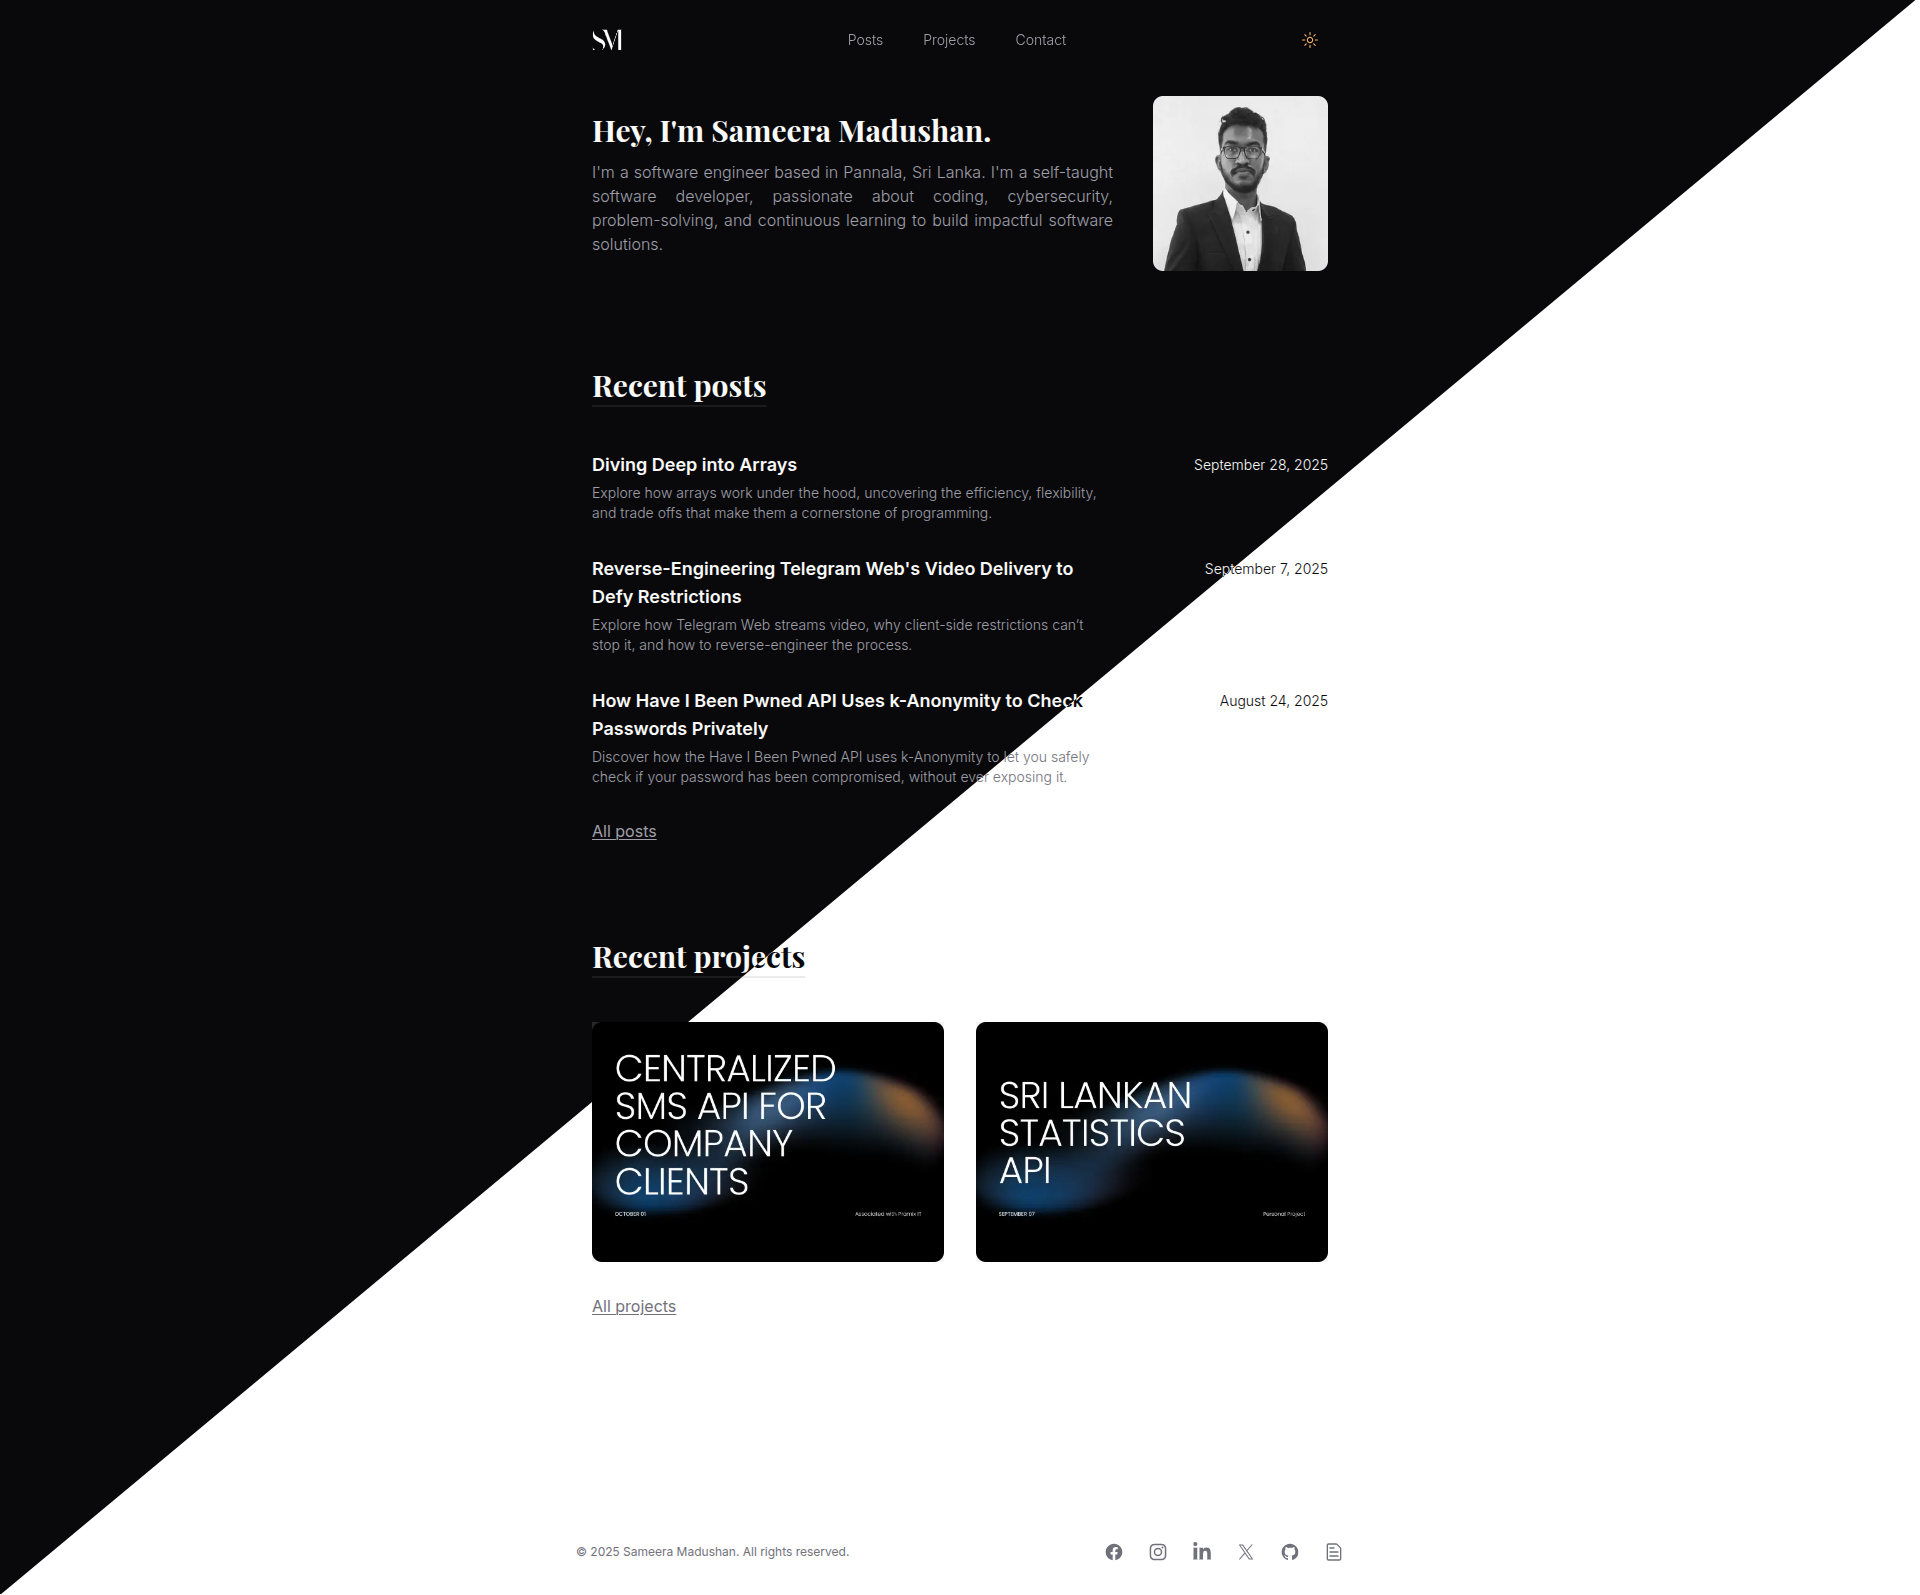 SM
Posts
Projects
Contact
Hey, I'm Sameera Madushan.
I'm a software engineer based in Pannala, Sri Lanka. I'm a self-taught
software developer, passionate about coding, cybersecurity,
problem-solving, and continuous learning to build impactful software
solutions.
Recent posts
Diving Deep into Arrays
September 28, 2025
Explore how arrays work under the hood, uncovering the efficiency, flexibility,
and trade offs that make them a cornerstone of programming.
Reverse-Engineering Telegram Web's Video Delivery to
Defy Restrictions
September 7, 2025
Explore how Telegram Web streams video, why client-side restrictions can’t
stop it, and how to reverse-engineer the process.
How Have I Been Pwned API Uses k-Anonymity to Check
Passwords Privately
August 24, 2025
Discover how the Have I Been Pwned API uses k-Anonymity to let you safely
check if your password has been compromised, without ever exposing it.
All posts
Recent projects
CENTRALIZED
SMS API FOR
COMPANY
CLIENTS
OCTOBER 01
Associated with Promix IT
SRI LANKAN
STATISTICS
API
SEPTEMBER 07
Personal Project
All projects
© 2025 Sameera Madushan. All rights reserved.